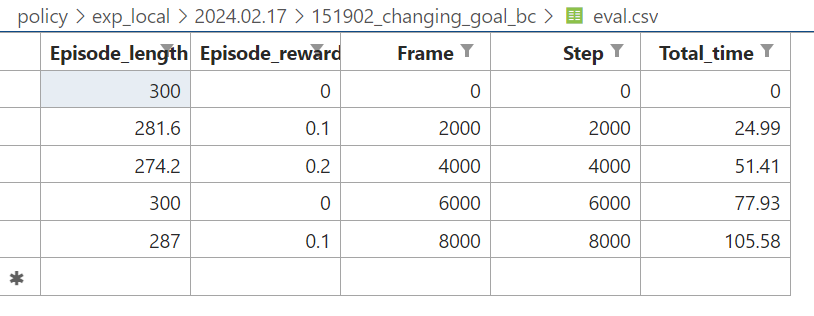 policy > exp_local > 2024.02.17 > 151902_changing_goal_bc > eval.csv
Episode_length Episode_reward Frame Step Total_time
300 0 0 0 0
281.6 0.1 2000 2000 24.99
274.2 0.2 4000 4000 51.41
300 0 6000 6000 77.93
287 0.1 8000 8000 105.58
✱